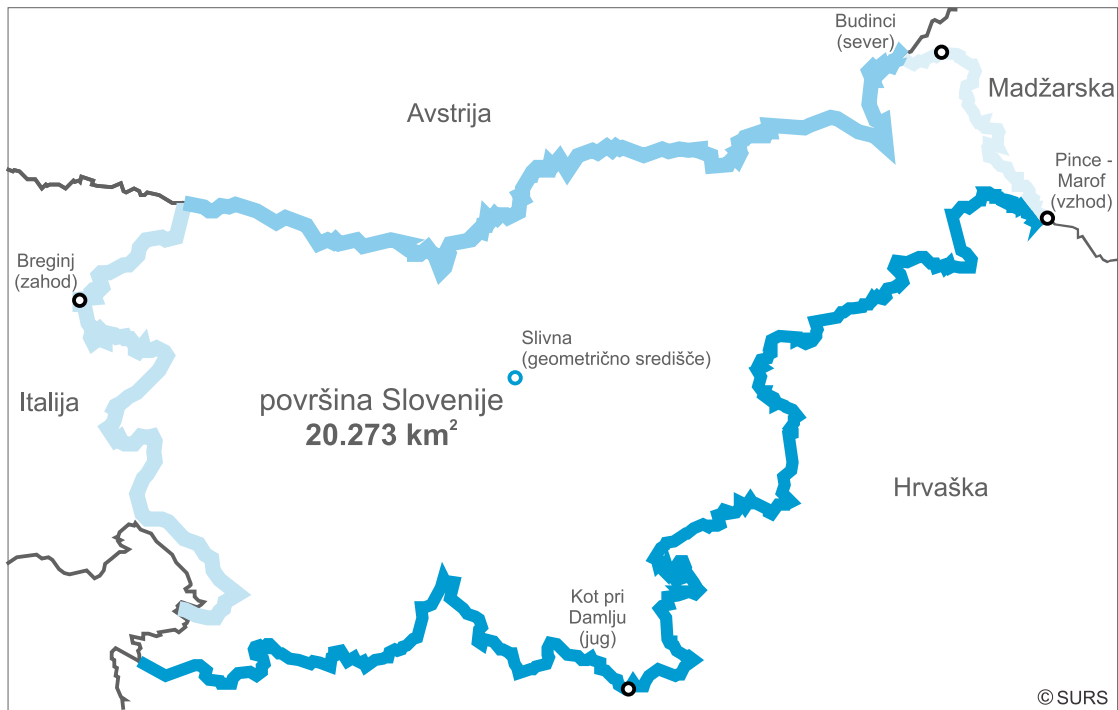 Budinci
(sever)
Avstrija
Madžarska
Pince -
Marof
(vzhod)
Breginj
(zahod)
Slivna
(geometrično središče)
Italija
površina Slovenije
20.273 km²
Hrvaška
Kot pri
Damlju
(jug)
© SURS